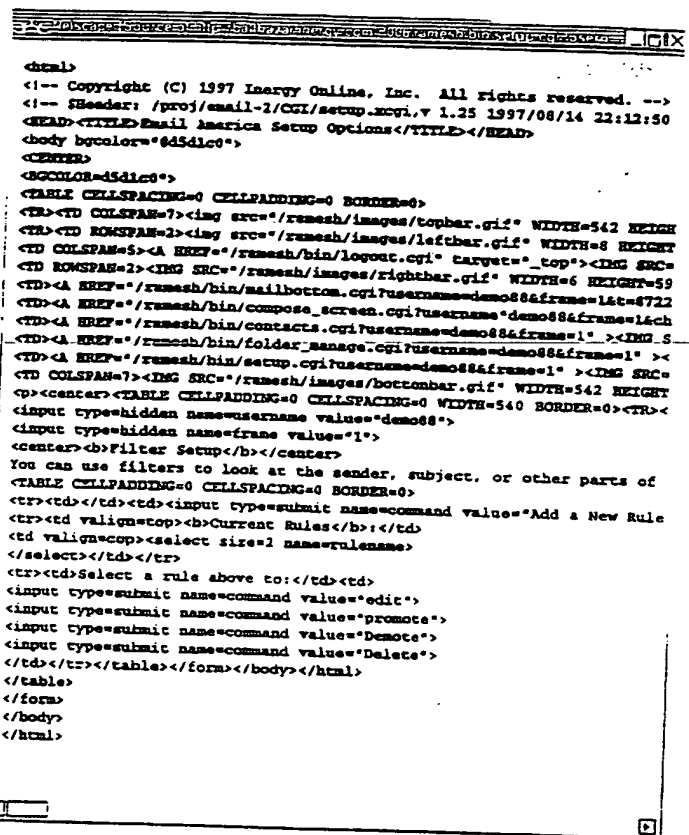 <html>
<!-- Copyright (C) 1997 Inergy Online, Inc. All rights reserved. -->
<!-- $Header: /proj/email-2/CGI/setup.mcgi,v 1.25 1997/08/14 22:12:50
<HEAD><TITLE>Email America Setup Options</TITLE></HEAD>
<body bgcolor="#d5d1c0">
<CENTER>
<BGCOLOR=d5d1c0">
<TABLE CELLSPACING=0 CELLPADDING=0 BORDER=0>
<TR><TD COLSPAN=7><img src="/ramesh/images/topbar.gif" WIDTH=542 HEIGH
<TR><TD ROWSPAN=2><img src="/ramesh/images/leftbar.gif" WIDTH=8 HEIGHT
<TD COLSPAN=5><A HREF="/ramesh/bin/logout.cgi" target="_top"><IMG SRC=
<TD ROWSPAN=2><IMG SRC="/ramesh/images/rightbar.gif" WIDTH=6 HEIGHT=59
<TD><A HREF="/ramesh/bin/mailbottom.cgi?username=demo88&frame=1&t=8722
<TD><A HREF="/ramesh/bin/compose_screen.cgi?username=demo88&frame=1&ch
<TD><A HREF="/ramesh/bin/contacts.cgi?username=demo88&frame=1" ><IMG S
<TD><A HREF="/ramesh/bin/folder_manage.cgi?username=demo88&frame=1" ><
<TD><A HREF="/ramesh/bin/setup.cgi?username=demo88&frame=1" ><IMG SRC=
<TD COLSPAN=7><IMG SRC="/ramesh/images/bottonbar.gif" WIDTH=542 HEIGHT
<p><center><TABLE CELLPADDING=0 CELLSPACING=0 WIDTH=540 BORDER=0><TR><
<input type=hidden name=username value="demo88">
<input type=hidden name=frame value="1">
<center><b>Filter Setup</b></center>
You can use filters to look at the sender, subject, or other parts of
<TABLE CELLPADDING=0 CELLSPACING=0 BORDER=0>
<tr><td></td><td><input type=submit name=command value="Add a New Rule
<tr><td valign=top><b>Current Rules</b>:</td>
<td valign=top><select size=2 name=rulename>
</select></td></tr>
<tr><td>Select a rule above to:</td><td>
<input type=submit name=command value="edit">
<input type=submit name=command value="promote">
<input type=submit name=command value="Demote">
<input type=submit name=command value="Delete">
</td></tr></table></form></body></html>
</table>
</form>
</body>
</html>